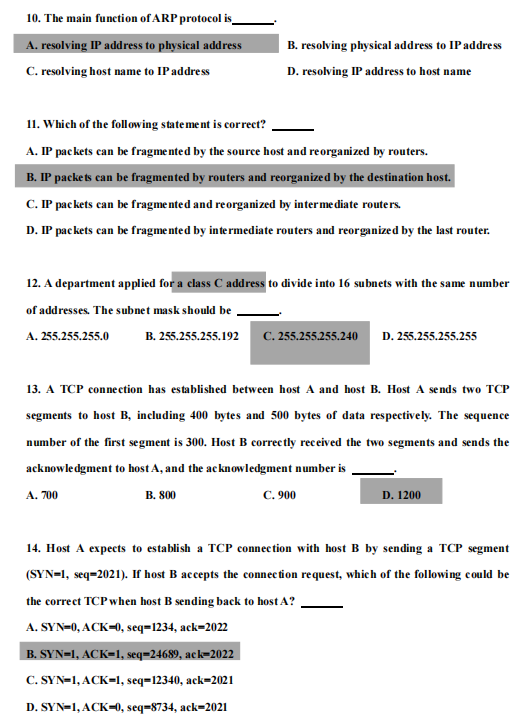 10. The main function of ARP protocol is______.
A. resolving IP address to physical address B. resolving physical address to IP address
C. resolving host name to IP address D. resolving IP address to host name
11. Which of the following statement is correct? ______
A. IP packets can be fragmented by the source host and reorganized by routers.
B. IP packets can be fragmented by routers and reorganized by the destination host.
C. IP packets can be fragmented and reorganized by intermediate routers.
D. IP packets can be fragmented by intermediate routers and reorganized by the last router.
12. A department applied for a class C address to divide into 16 subnets with the same number
of addresses. The subnet mask should be ______.
A. 255.255.255.0 B. 255.255.255.192 C. 255.255.255.240 D. 255.255.255.255
13. A TCP connection has established between host A and host B. Host A sends two TCP
segments to host B, including 400 bytes and 500 bytes of data respectively. The sequence
number of the first segment is 300. Host B correctly received the two segments and sends the
acknowledgment to host A, and the acknowledgment number is ______.
A. 700 B. 800 C. 900 D. 1200
14. Host A expects to establish a TCP connection with host B by sending a TCP segment
(SYN=1, seq=2021). If host B accepts the connection request, which of the following could be
the correct TCP when host B sending back to host A? ______
A. SYN=0, ACK=0, seq=1234, ack=2022
B. SYN=1, ACK=1, seq=24689, ack=2022
C. SYN=1, ACK=1, seq=12340, ack=2021
D. SYN=1, ACK=0, seq=8734, ack=2021